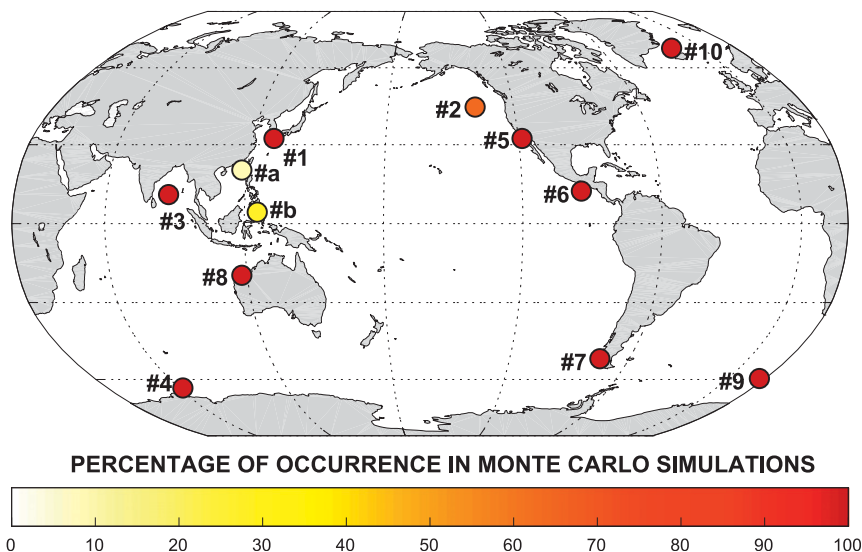 #10
#2
#1
#5
#a
#3
#b
#6
#8
#7
#4
#9
PERCENTAGE OF OCCURRENCE IN MONTE CARLO SIMULATIONS
0 10 20 30 40 50 60 70 80 90 100